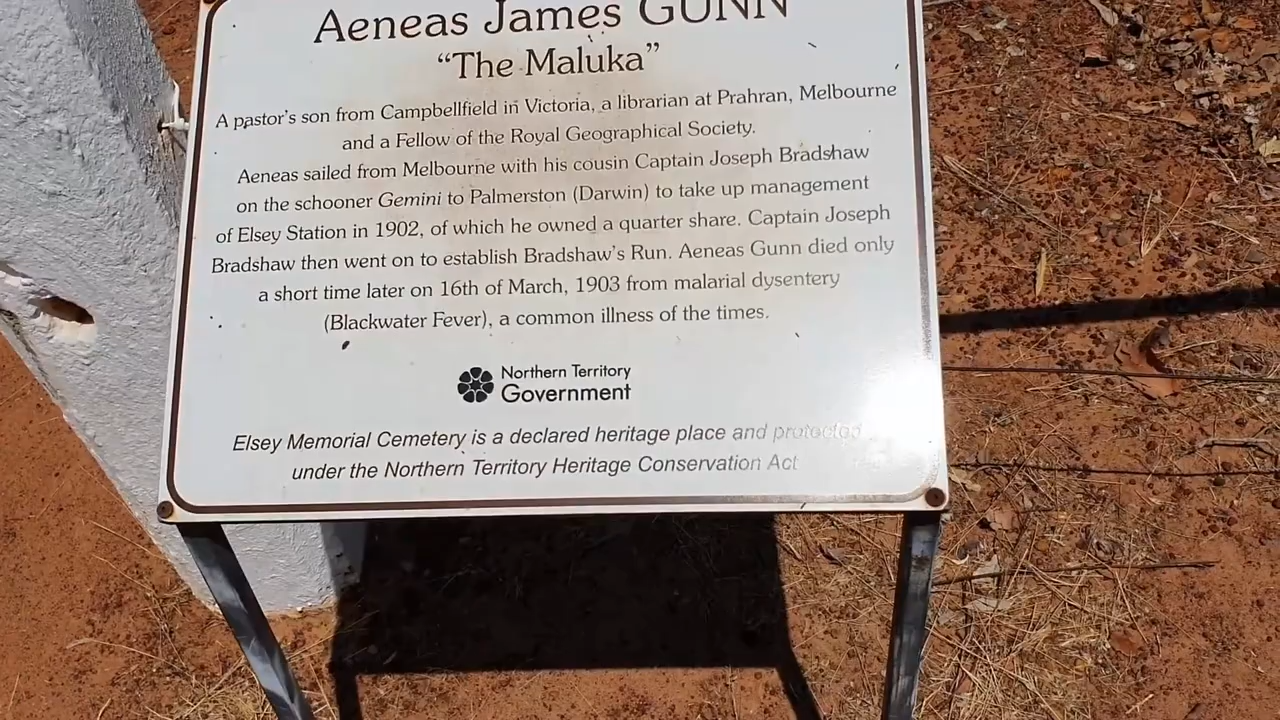 Aeneas James GUNN
“The Maluka”
A pastor's son from Campbellfield in Victoria, a librarian at Prahran, Melbourne
and a Fellow of the Royal Geographical Society.
Aeneas sailed from Melbourne with his cousin Captain Joseph Bradshaw
on the schooner Gemini to Palmerston (Darwin) to take up management
of Elsey Station in 1902, of which he owned a quarter share. Captain Joseph
Bradshaw then went on to establish Bradshaw's Run. Aeneas Gunn died only
a short time later on 16th of March, 1903 from malarial dysentery
(Blackwater Fever), a common illness of the times.
Northern Territory
Government
Elsey Memorial Cemetery is a declared heritage place and protected
under the Northern Territory Heritage Conservation Act